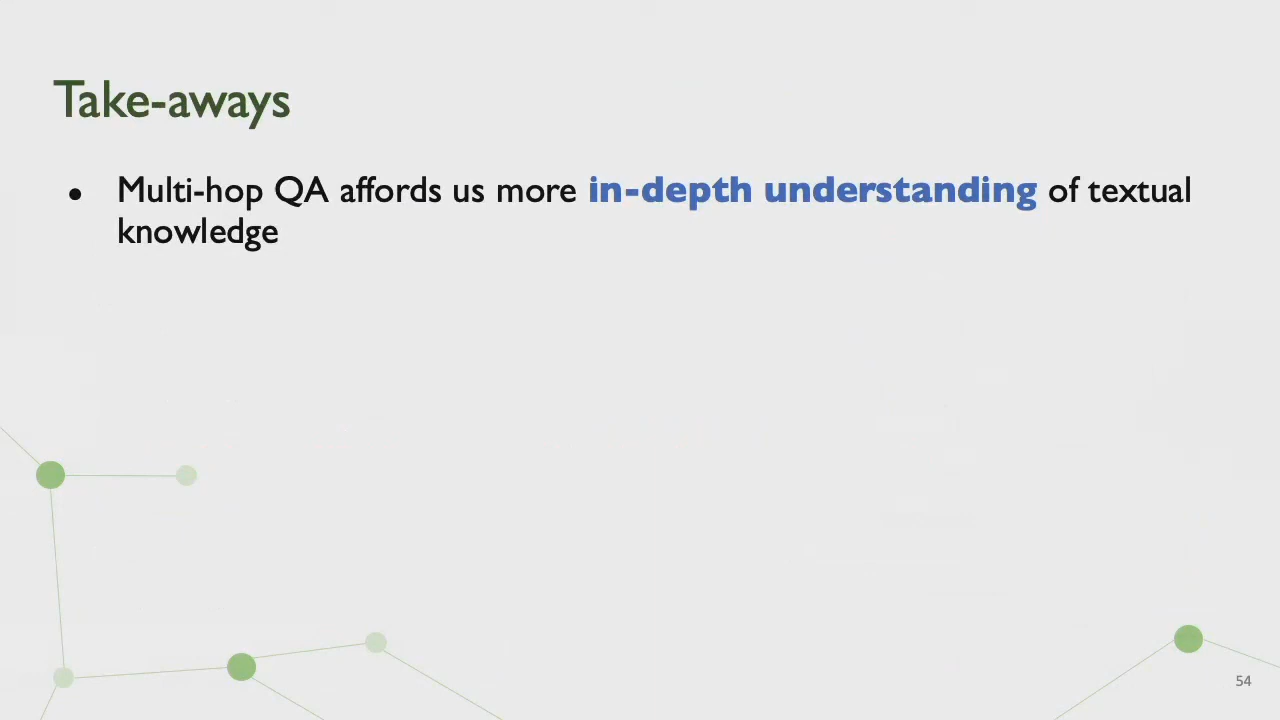 Take-aways
● Multi-hop QA affords us more in-depth understanding of textual
knowledge
54